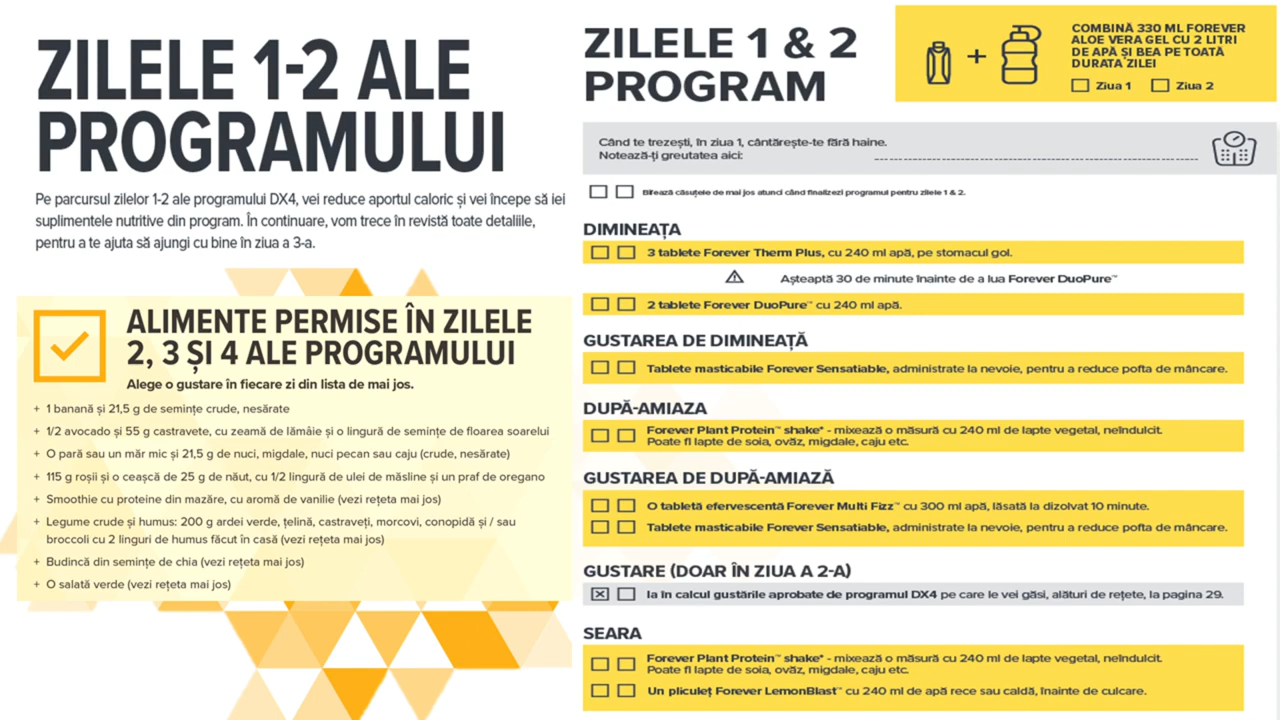 ZILELE 1-2 ALE
PROGRAMULUI
Pe parcursul zilelor 1-2 ale programului DX4, vei reduce aportul caloric și vei începe să iei
suplimentele nutritive din program. În continuare, vom trece în revistă toate detaliile,
pentru a te ajuta să ajungi cu bine în ziua a 3-a.
ALIMENTE PERMISE ÎN ZILELE
2, 3 ȘI 4 ALE PROGRAMULUI
Alege o gustare în fiecare zi din lista de mai jos.
+ 1 banană și 21,5 g de semințe crude, nesărate
+ 1/2 avocado și 55 g castravete, cu zeamă de lămâie și o lingură de semințe de floarea soarelui
+ O pară sau un măr mic și 21,5 g de nuci, migdale, nuci pecan sau caju (crude, nesărate)
+ 115 g roșii și o ceașcă de 25 g de năut, cu 1/2 lingură de ulei de măsline și un praf de oregano
+ Smoothie cu proteine din mazăre, cu aromă de vanilie (vezi rețeta mai jos)
+ Legume crude și humus: 200 g ardei verde, țelină, castraveți, morcovi, conopidă și / sau
broccoli cu 2 linguri de humus făcut în casă (vezi rețeta mai jos)
+ Budincă din semințe de chia (vezi rețeta mai jos)
+ O salată verde (vezi rețeta mai jos)
ZILELE 1 & 2
PROGRAM
+
COMBINĂ 330 ML FOREVER
ALOE VERA GEL CU 2 LITRI
DE APĂ ȘI BEA PE TOATĂ
DURATA ZILEI
Ziua 1 Ziua 2
Când te trezești, în ziua 1, cântărește-te fără haine.
Notează-ți greutatea aici:
Bifează căsuțele de mai jos atunci când finalizezi programul pentru zilele 1 & 2.
DIMINEAȚA
3 tablete Forever Therm Plus, cu 240 ml apă, pe stomacul gol.
Așteaptă 30 de minute înainte de a lua Forever DuoPure™
2 tablete Forever DuoPure™ cu 240 ml apă.
GUSTAREA DE DIMINEAȚĂ
Tablete masticabile Forever Sensatiable, administrate la nevoie, pentru a reduce pofta de mâncare.
DUPĂ-AMIAZA
Forever Plant Protein™ shake* - mixează o măsură cu 240 ml de lapte vegetal, neîndulcit.
Poate fi lapte de soia, ovăz, migdale, caju etc.
GUSTAREA DE DUPĂ-AMIAZĂ
O tabletă efervescentă Forever Multi Fizz™ cu 300 ml apă, lăsată la dizolvat 10 minute.
Tablete masticabile Forever Sensatiable, administrate la nevoie, pentru a reduce pofta de mâncare.
GUSTARE (DOAR ÎN ZIUA A 2-A)
Ia în calcul gustările aprobate de programul DX4 pe care le vei găsi, alături de rețete, la pagina 29.
SEARA
Forever Plant Protein™ shake* - mixează o măsură cu 240 ml de lapte vegetal, neîndulcit.
Poate fi lapte de soia, ovăz, migdale, caju etc.
Un pliculeț Forever LemonBlast™ cu 240 ml de apă rece sau caldă, înainte de culcare.